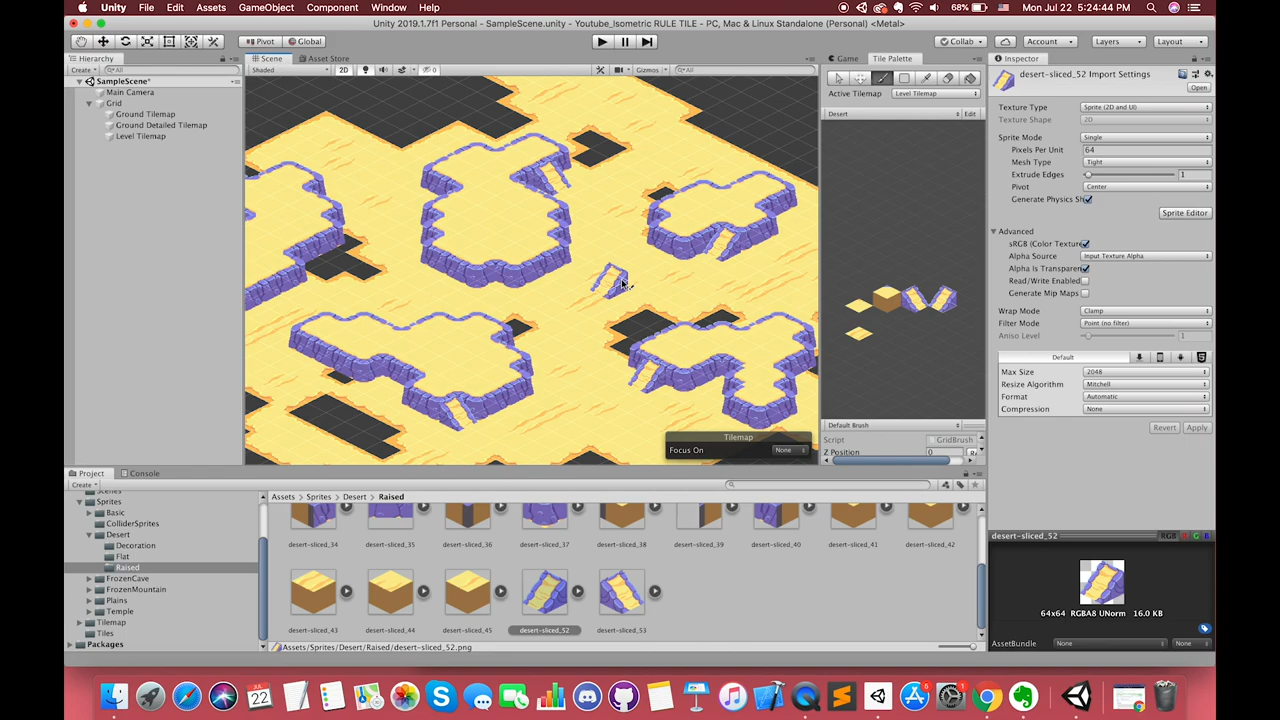 Unity File Edit Assets GameObject Component Window Help 68% Mon Jul 22 5:24:44 PM
Unity 2019.1.7f1 Personal - SampleScene.unity - Youtube_Isometric RULE TILE - PC, Mac & Linux Standalone (Personal) <Metal>
Pivot Global Collab Account Layers Layout
Hierarchy
Create All
SampleScene*
Main Camera
Grid
Ground Tilemap
Ground Detailed Tilemap
Level Tilemap
Scene Asset Store
Shaded 2D 0 Gizmos All
Tilemap
Focus On None
Game Tile Palette
Active Tilemap Level Tilemap
Desert Edit
Default Brush
Script GridBrush
Z Position 0
Inspector
desert-sliced_52 Import Settings
Open
Texture Type Sprite (2D and UI)
Texture Shape 2D
Sprite Mode Single
Pixels Per Unit 64
Mesh Type Tight
Extrude Edges 1
Pivot Center
Generate Physics Sh
Sprite Editor
Advanced
sRGB (Color Texture
Alpha Source Input Texture Alpha
Alpha Is Transparen
Read/Write Enabled
Generate Mip Maps
Wrap Mode Clamp
Filter Mode Point (no filter)
Aniso Level 1
Default
Max Size 2048
Resize Algorithm Mitchell
Format Automatic
Compression None
Revert Apply
Project Console
Create
Scenes
Sprites
Basic
ColliderSprites
Desert
Decoration
Flat
Raised
FrozenCave
FrozenMountain
Plains
Temple
Tilemap
Tiles
Packages
Assets Sprites Desert Raised
desert-sliced_34 desert-sliced_35 desert-sliced_36 desert-sliced_37 desert-sliced_38 desert-sliced_39 desert-sliced_40 desert-sliced_41 desert-sliced_42
desert-sliced_43 desert-sliced_44 desert-sliced_45 desert-sliced_52 desert-sliced_53
Assets/Sprites/Desert/Raised/desert-sliced_52.png
desert-sliced_52 RGB R G B
64x64 RGBA8 UNorm 16.0 KB
AssetBundle None None